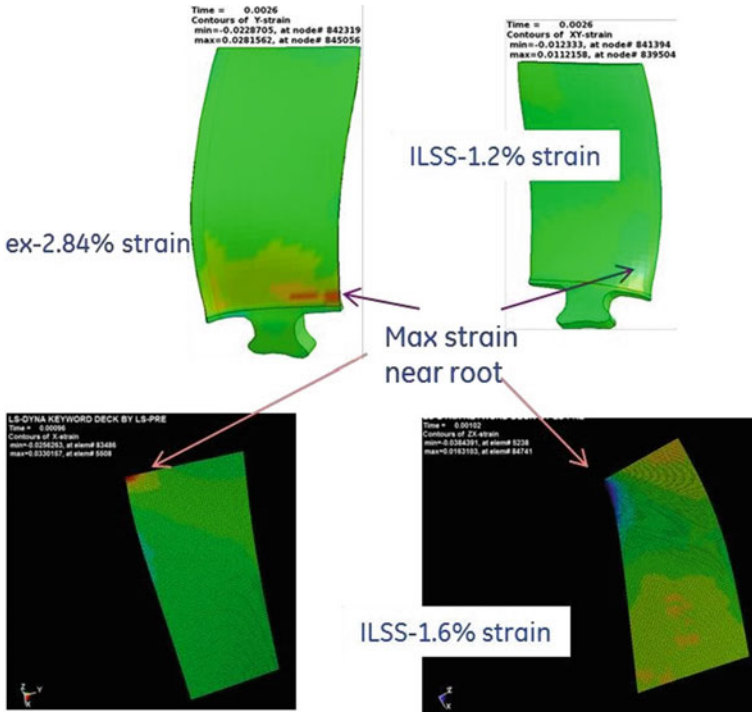 Time = 0.0026
Contours of Y-strain
min=-0.0228705, at node# 842319
max=0.0281562, at node# 845056
Time = 0.0026
Contours of XY-strain
min=-0.012333, at node# 841394
max=0.0112158, at node# 839504
ILSS-1.2% strain
ex-2.84% strain
Max strain
near root
LS-DYNA KEYWORD DECK BY LS-PRE
Time = 0.00096
Contours of X-strain
min=-0.0256263, at elem# 83486
max=0.0330157, at elem# 5508
Time = 0.00102
Contours of ZX-strain
min=-0.0384391, at elem# 5238
max=0.0163103, at elem# 84741
ILSS-1.6% strain
Z
Y
X
Z
X